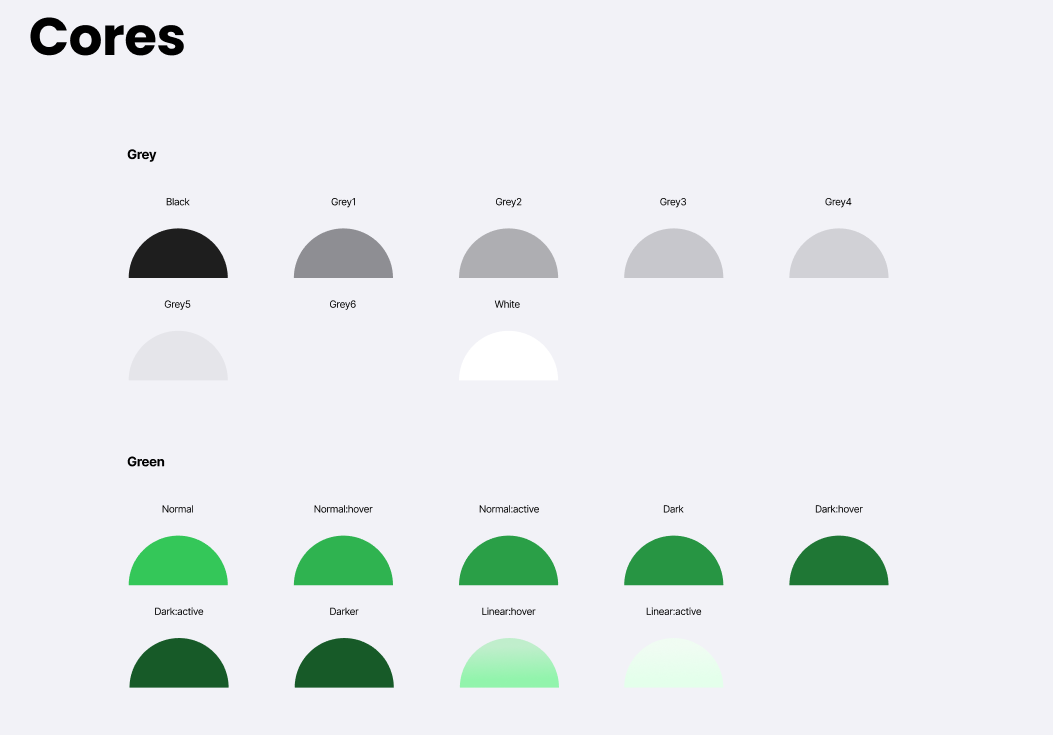 Cores
Grey
Black Grey1 Grey2 Grey3 Grey4
Grey5 Grey6 White
Green
Normal Normal:hover Normal:active Dark Dark:hover
Dark:active Darker Linear:hover Linear:active